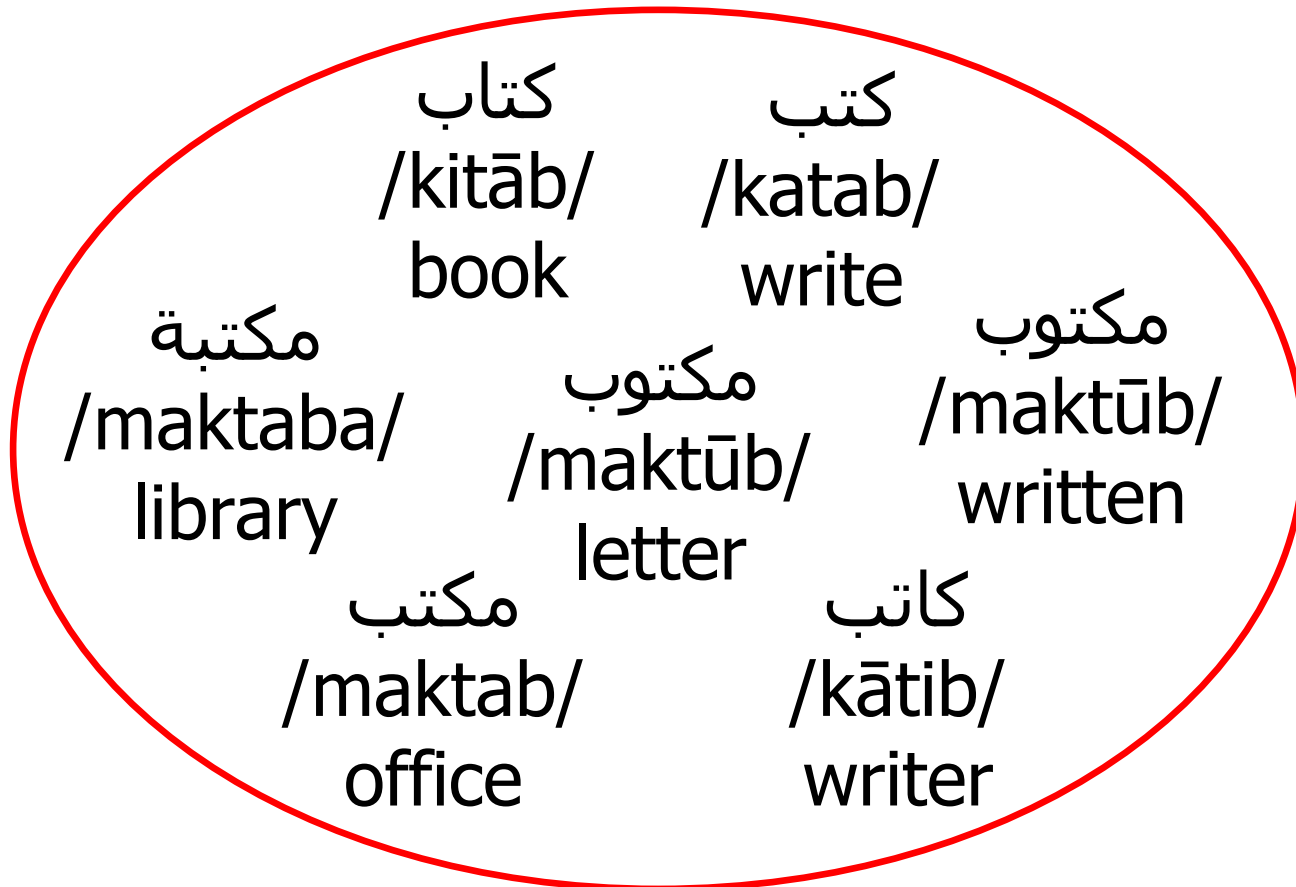 كتاب
/kitāb/
book
كتب
/katab/
write
مكتبة
/maktaba/
library
مكتوب
/maktūb/
letter
مكتوب
/maktūb/
written
مكتب
/maktab/
office
كاتب
/kātib/
writer